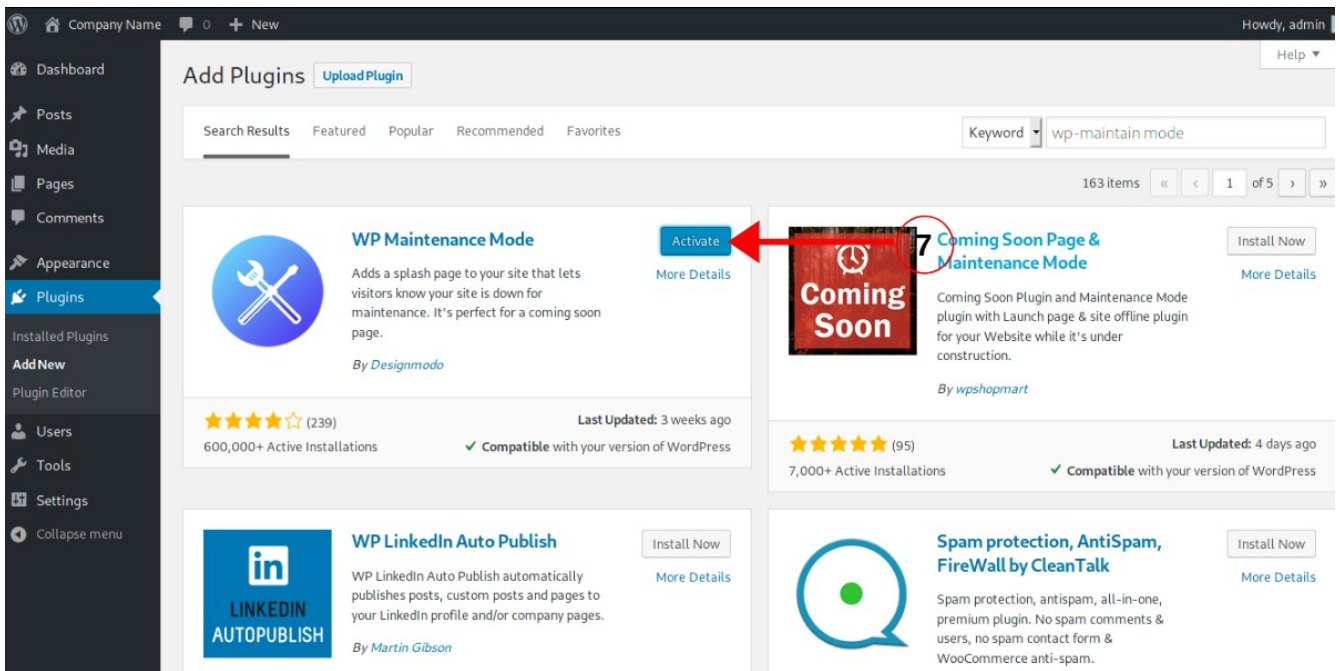 Company Name 0 + New Howdy, admin
Help ▼
Dashboard
Posts
Media
Pages
Comments
Appearance
Plugins
Installed Plugins
Add New
Plugin Editor
Users
Tools
Settings
Collapse menu
Add Plugins Upload Plugin
Search Results Featured Popular Recommended Favorites
Keyword wp-maintain mode
163 items « ‹ 1 of 5 › »
WP Maintenance Mode
Activate
More Details
Adds a splash page to your site that lets
visitors know your site is down for
maintenance. It's perfect for a coming soon
page.
By Designmodo
(239)
600,000+ Active Installations
Last Updated: 3 weeks ago
✓ Compatible with your version of WordPress
7
Coming
Soon
Coming Soon Page &
Maintenance Mode
Install Now
More Details
Coming Soon Plugin and Maintenance Mode
plugin with Launch page & site offline plugin
for your Website while it's under
construction.
By wpshopmart
(95)
7,000+ Active Installations
Last Updated: 4 days ago
✓ Compatible with your version of WordPress
in
LINKEDIN
AUTOPUBLISH
WP LinkedIn Auto Publish
Install Now
More Details
WP LinkedIn Auto Publish automatically
publishes posts, custom posts and pages to
your LinkedIn profile and/or company pages.
By Martin Gibson
Spam protection, AntiSpam,
FireWall by CleanTalk
Install Now
More Details
Spam protection, antispam, all-in-one,
premium plugin. No spam comments &
users, no spam contact form &
WooCommerce anti-spam.